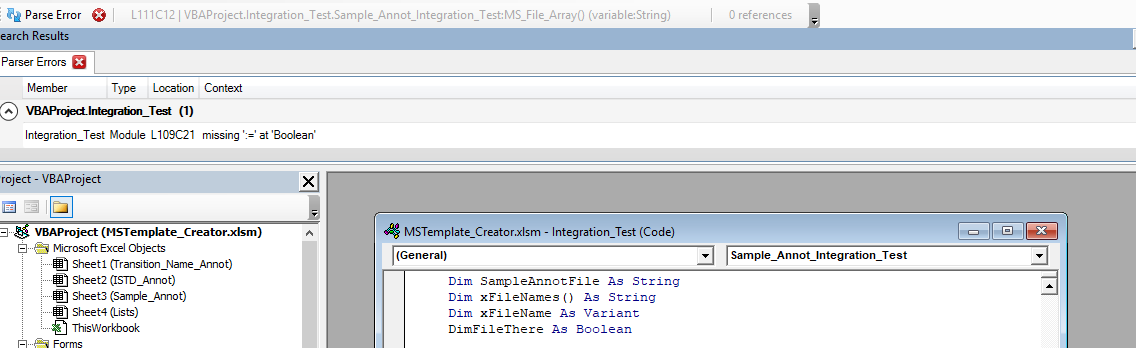 Parse Error L111C12 | VBAProject.Integration_Test.Sample_Annot_Integration_Test:MS_File_Array() (variable:String) 0 references
earch Results
Parser Errors
Member Type Location Context
VBAProject.Integration_Test (1)
Integration_Test Module L109C21 missing ':=' at 'Boolean'
roject - VBAProject
VBAProject (MSTemplate_Creator.xlsm)
Microsoft Excel Objects
Sheet1 (Transition_Name_Annot)
Sheet2 (ISTD_Annot)
Sheet3 (Sample_Annot)
Sheet4 (Lists)
ThisWorkbook
Forms
MSTemplate_Creator.xlsm - Integration_Test (Code)
(General) Sample_Annot_Integration_Test
Dim SampleAnnotFile As String
Dim xFileNames() As String
Dim xFileName As Variant
DimFileThere As Boolean